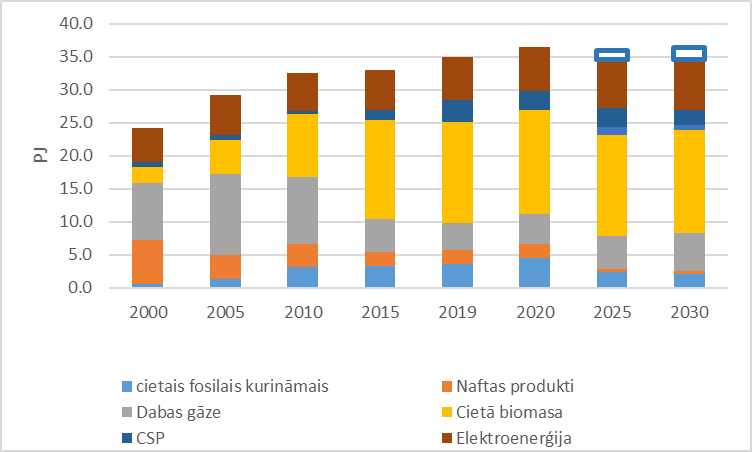 40.0
35.0
30.0
25.0
20.0
15.0
10.0
5.0
0.0
PJ
2000 2005 2010 2015 2019 2020 2025 2030
cietais fosilais kurināmais Naftas produkti
Dabas gāze Cietā biomasa
CSP Elektroenerģija